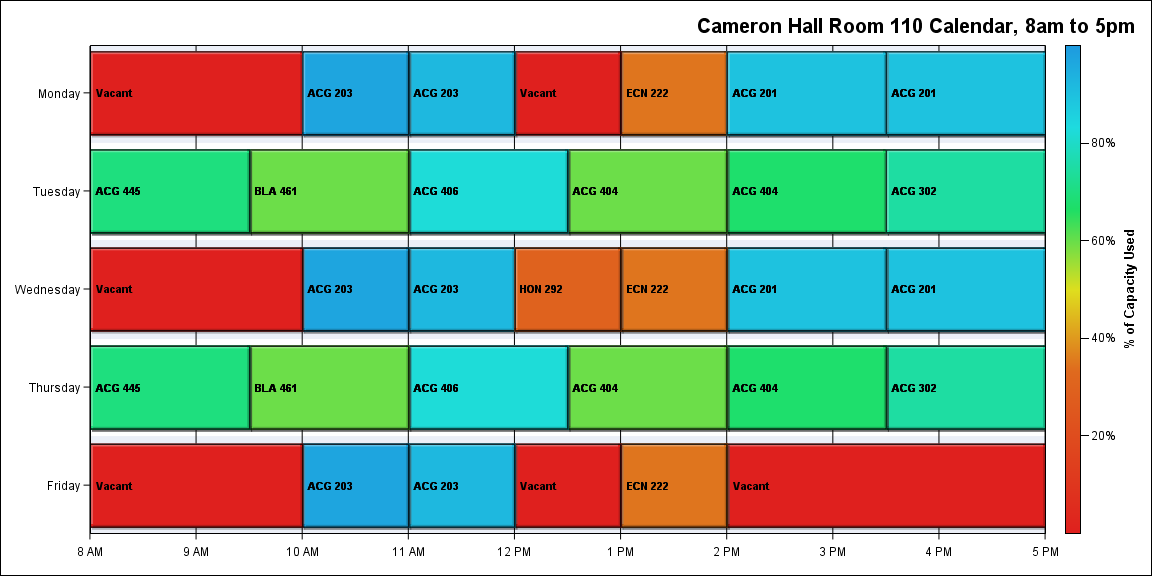 Cameron Hall Room 110 Calendar, 8am to 5pm
Monday
Vacant
ACG 203
ACG 203
Vacant
ECN 222
ACG 201
ACG 201
Tuesday
ACG 445
BLA 461
ACG 406
ACG 404
ACG 404
ACG 302
Wednesday
Vacant
ACG 203
ACG 203
HON 292
ECN 222
ACG 201
ACG 201
Thursday
ACG 445
BLA 461
ACG 406
ACG 404
ACG 404
ACG 302
Friday
Vacant
ACG 203
ACG 203
Vacant
ECN 222
Vacant
8 AM
9 AM
10 AM
11 AM
12 PM
1 PM
2 PM
3 PM
4 PM
5 PM
80%
60%
40%
20%
% of Capacity Used